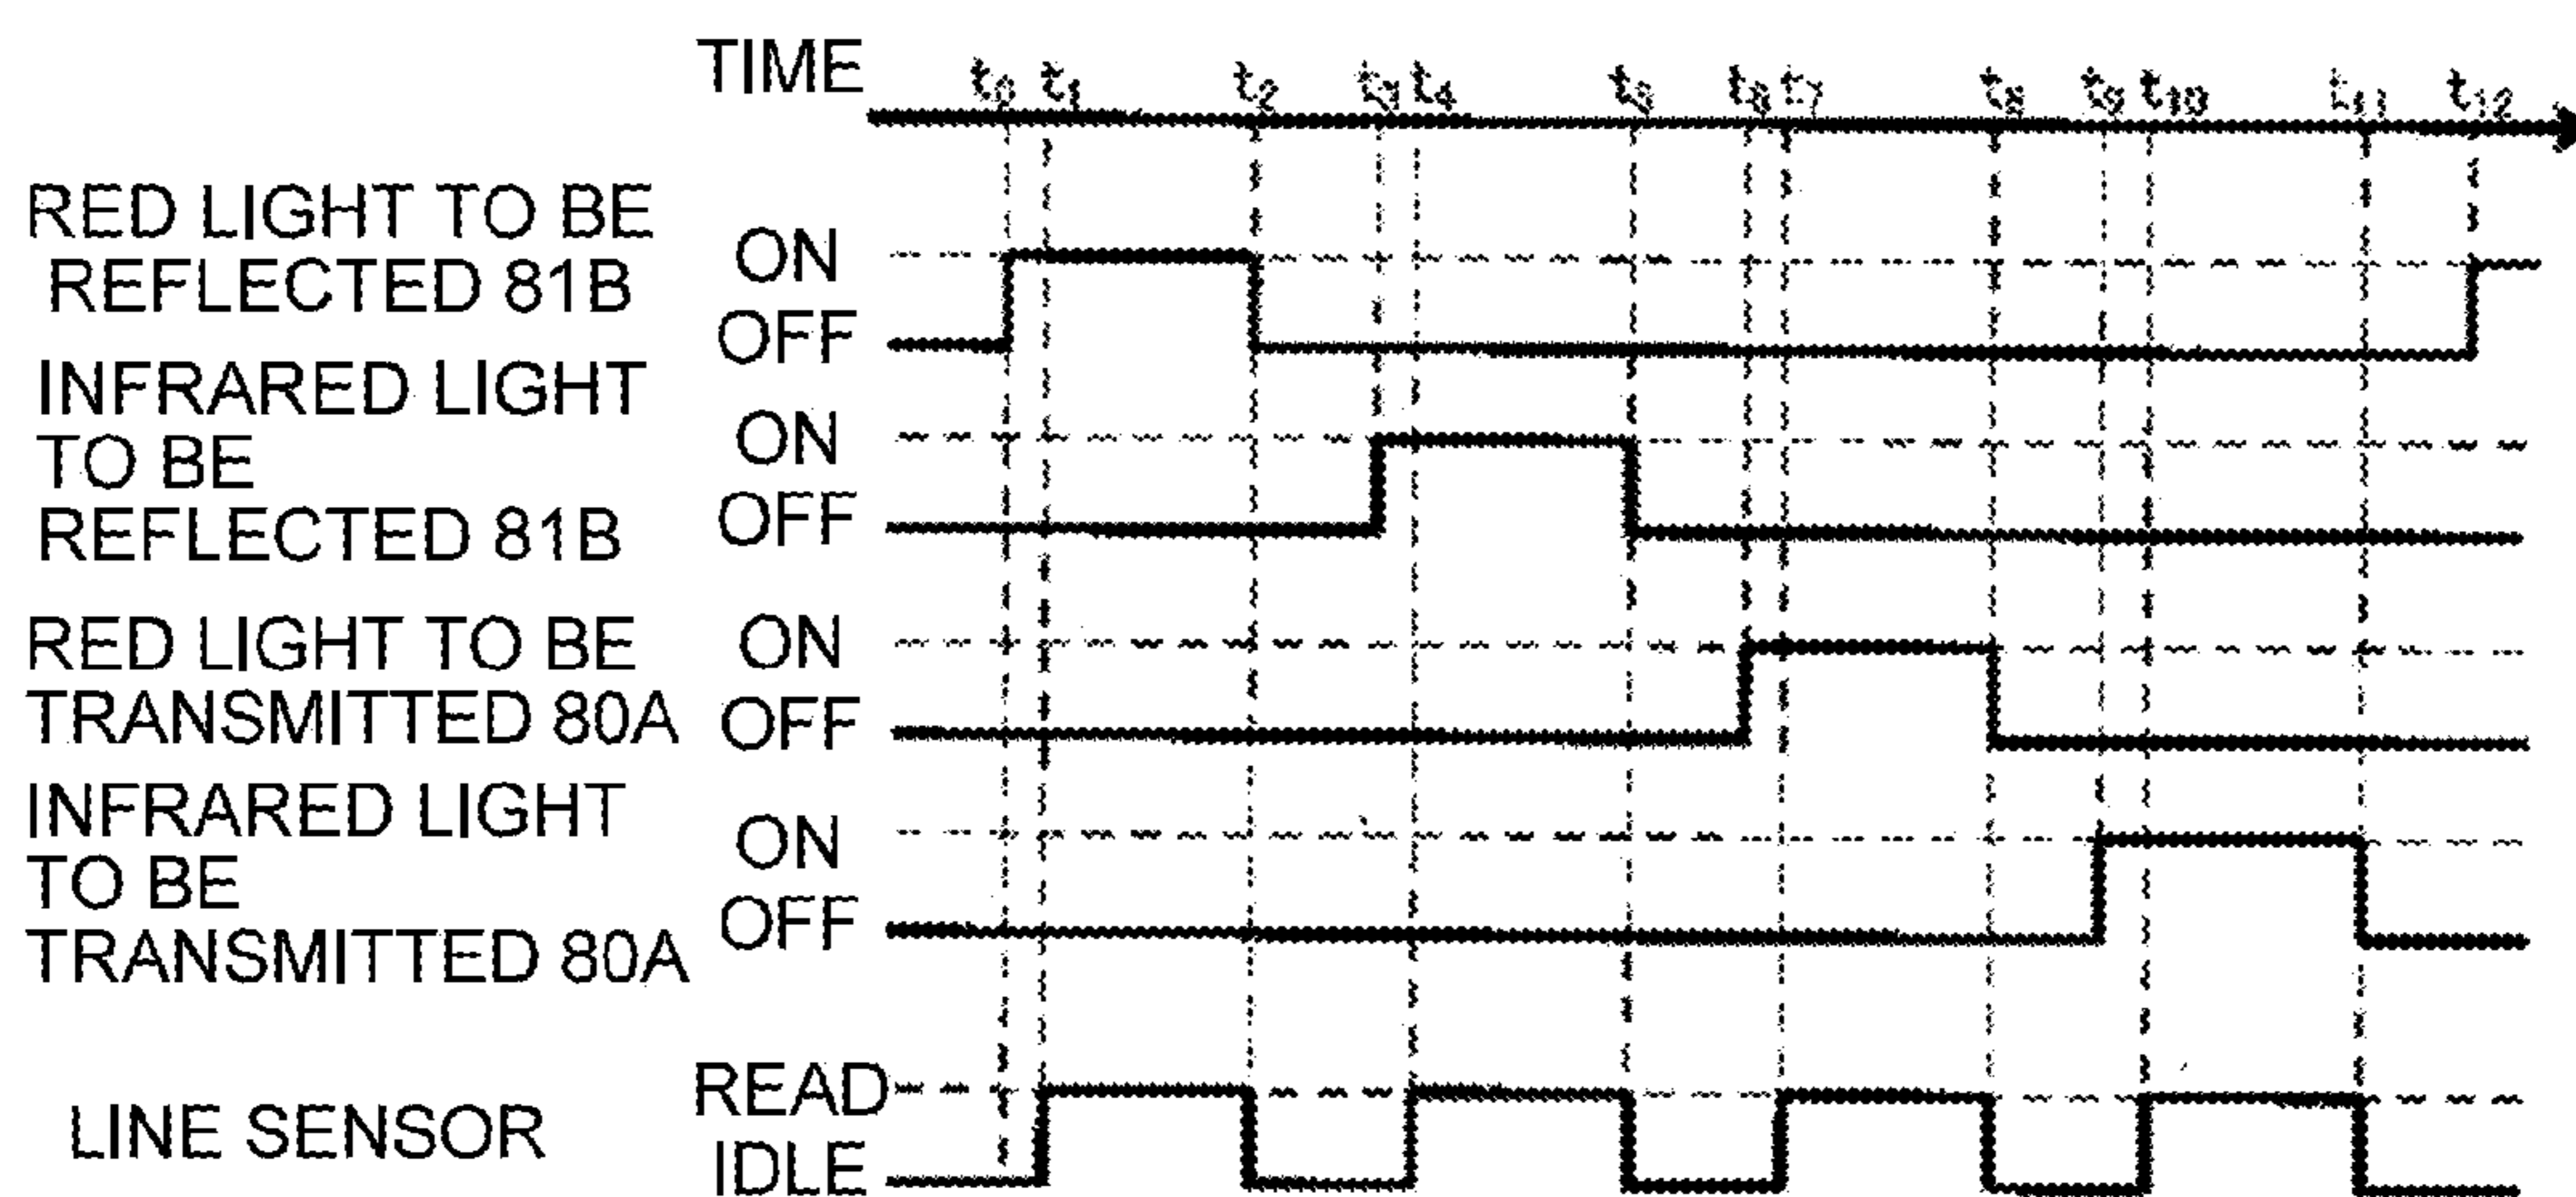 TIME t0 t1 t2 t3 t4 t5 t6 t7 t8 t9 t10 t11 t12
RED LIGHT TO BE
REFLECTED 81B
ON
OFF
INFRARED LIGHT
TO BE
REFLECTED 81B
ON
OFF
RED LIGHT TO BE
TRANSMITTED 80A
ON
OFF
INFRARED LIGHT
TO BE
TRANSMITTED 80A
ON
OFF
LINE SENSOR
READ
IDLE